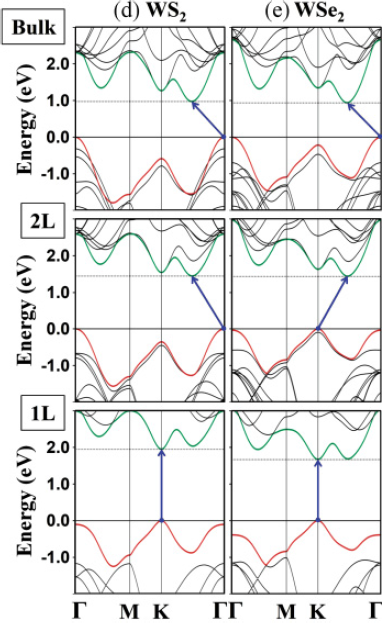 Bulk
(d) WS₂
(e) WSe₂
Energy (eV)
2.0
1.0
0.0
-1.0
2L
Energy (eV)
2.0
1.0
0.0
-1.0
1L
Energy (eV)
2.0
1.0
0.0
-1.0
Γ M K Γ Γ M K Γ